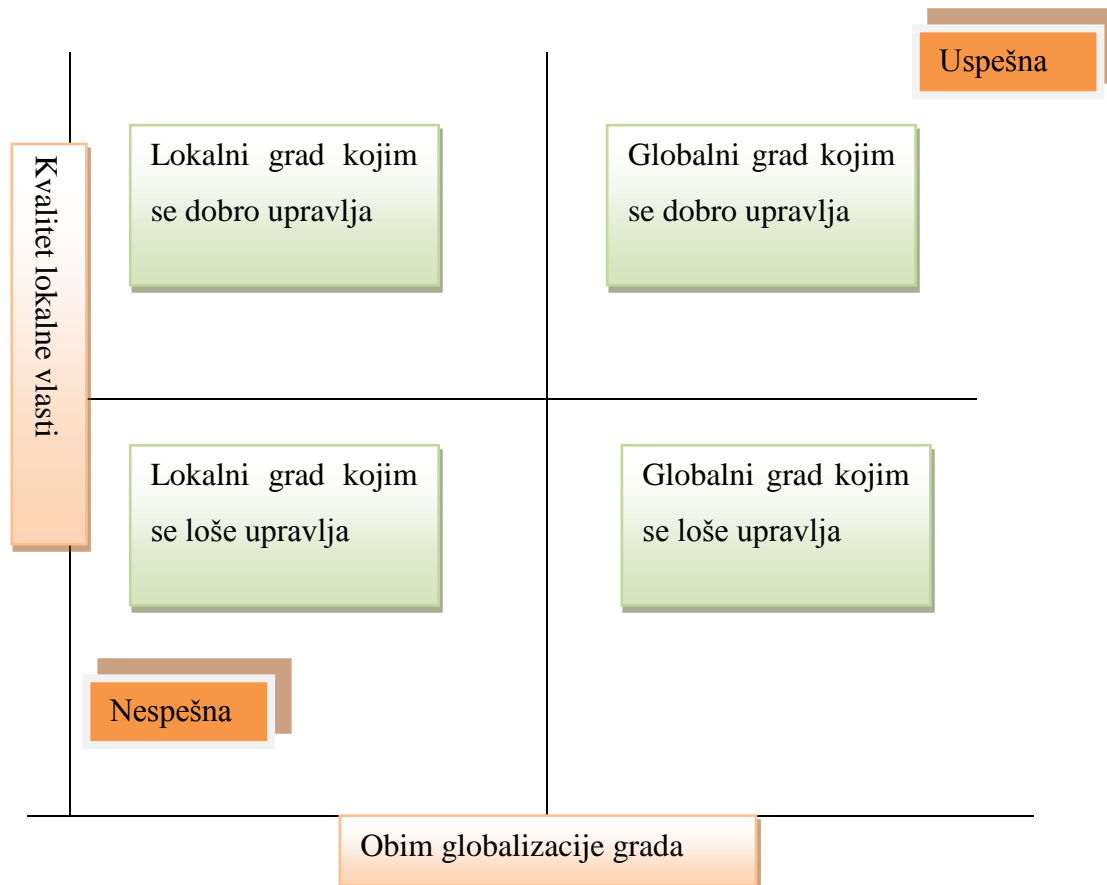 Uspešna
Lokalni grad kojim
se dobro upravlja
Globalni grad kojim
se dobro upravlja
Kvalitet lokalne vlasti
Lokalni grad kojim
se loše upravlja
Globalni grad kojim
se loše upravlja
Nespešna
Obim globalizacije grada